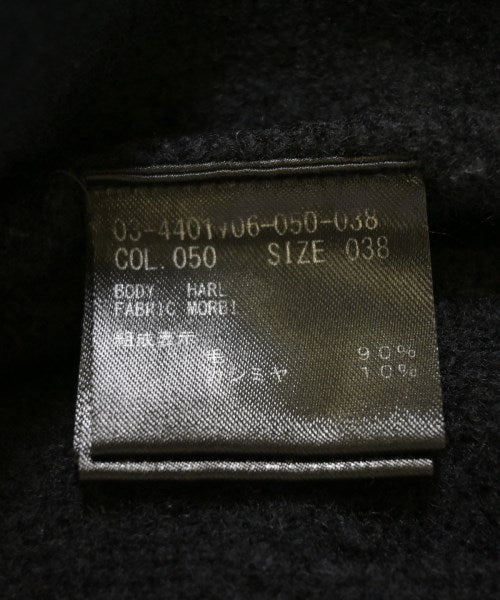 03-4401706-050-038
COL.050 SIZE 038
BODY HARL
FABRIC MORBI
組成表示
毛 90%
カシミヤ 10%